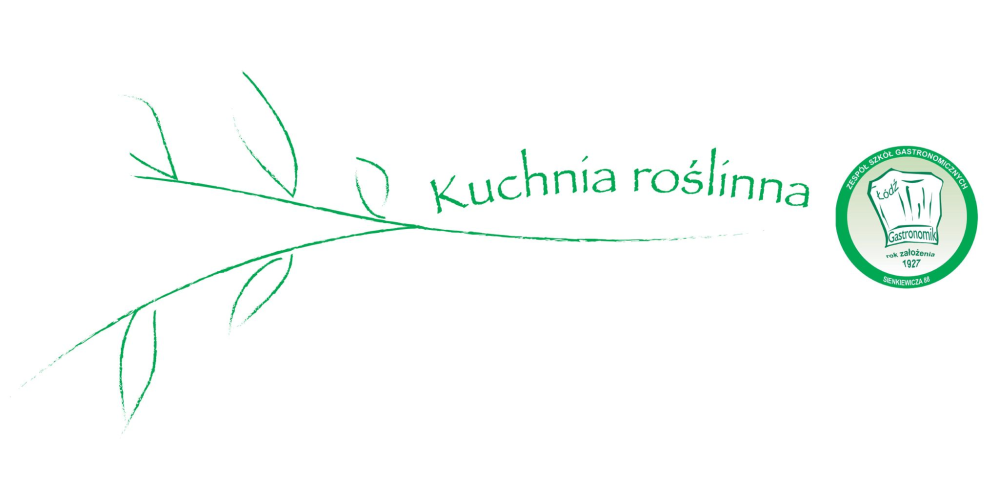 Kuchnia roślinna
ZESPÓŁ SZKÓŁ GASTRONOMICZNYCH
Łódź
Gastronomik
rok założenia
1927
SIENKIEWICZA 88